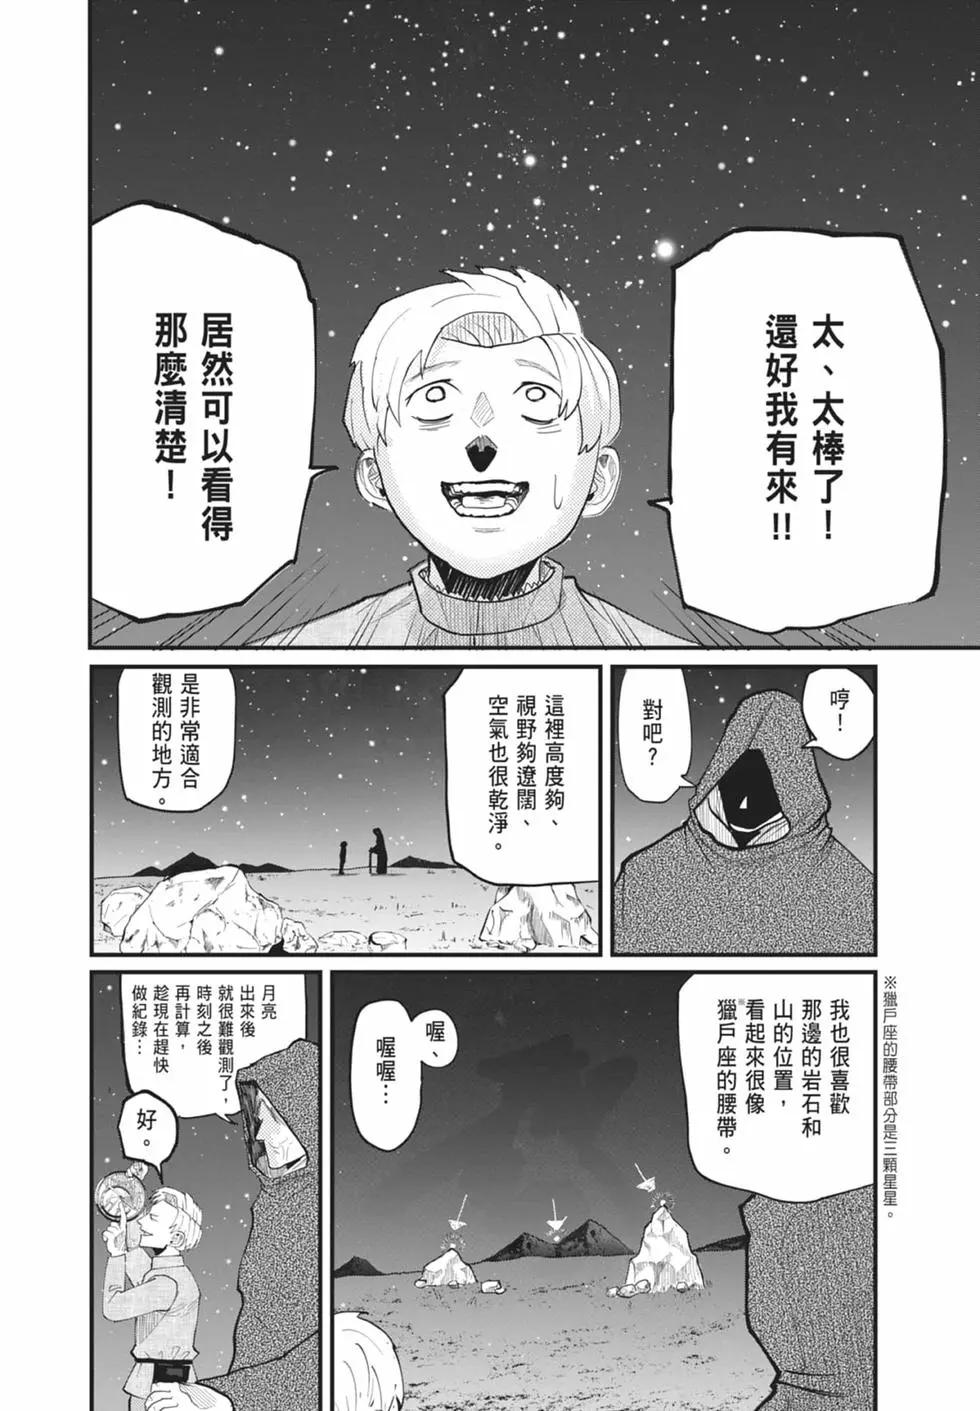 太、太棒了！
還好我有來!!
居然可以看得
那麼清楚！
哼！
對吧？
這裡高度夠、
視野夠遼闊、
空氣也很乾淨。
是非常適合
觀測的地方。
我也很喜歡
那邊的岩石和
山的位置，
看起來很像
※獵戶座的腰帶。
喔、
喔喔…
※獵戶座的腰帶部分是三顆星星。
月亮
出來後
就很難觀測了，
時刻之後
再計算，
趁現在趕快
做紀錄…
好。